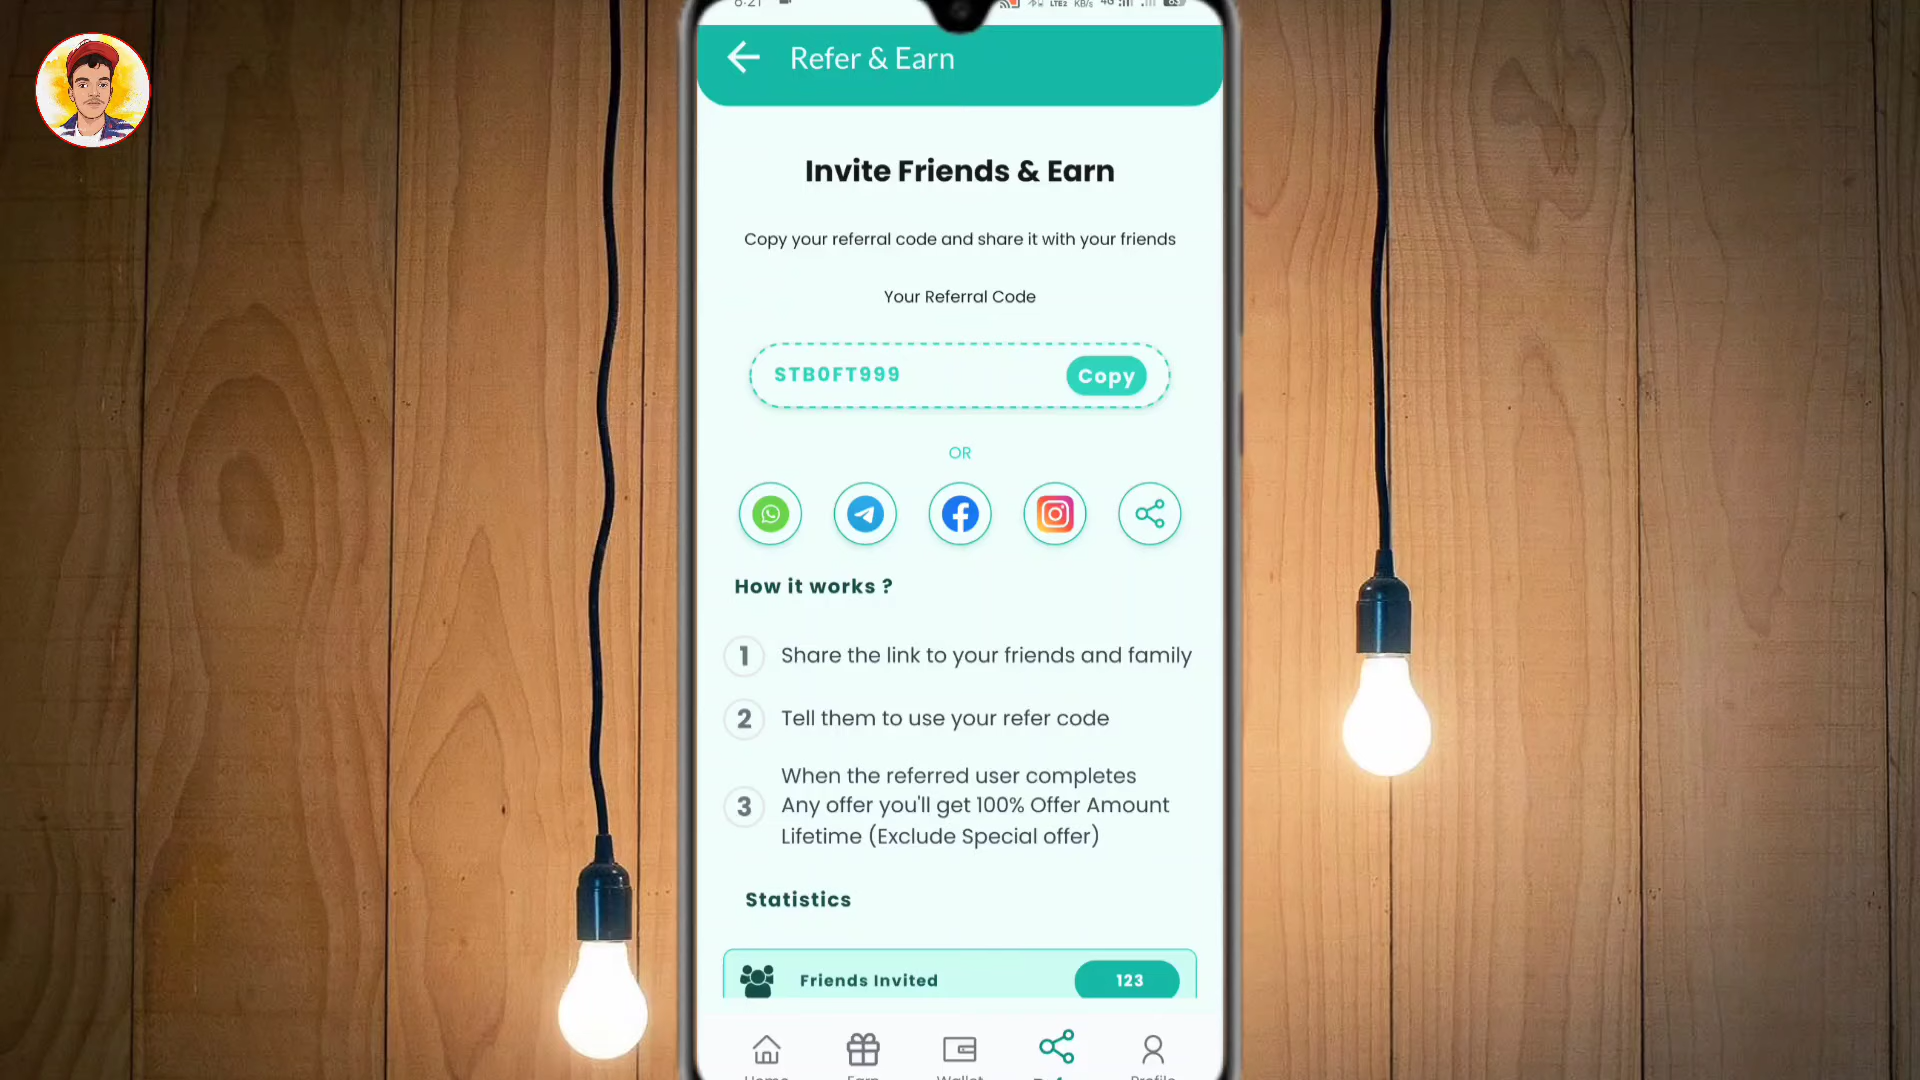 Refer & Earn
Invite Friends & Earn
Copy your referral code and share it with your friends
Your Referral Code
STB0FT999
Copy
OR
How it works ?
1 Share the link to your friends and family
2 Tell them to use your refer code
3 When the referred user completes
Any offer you'll get 100% Offer Amount
Lifetime (Exclude Special offer)
Statistics
Friends Invited 123